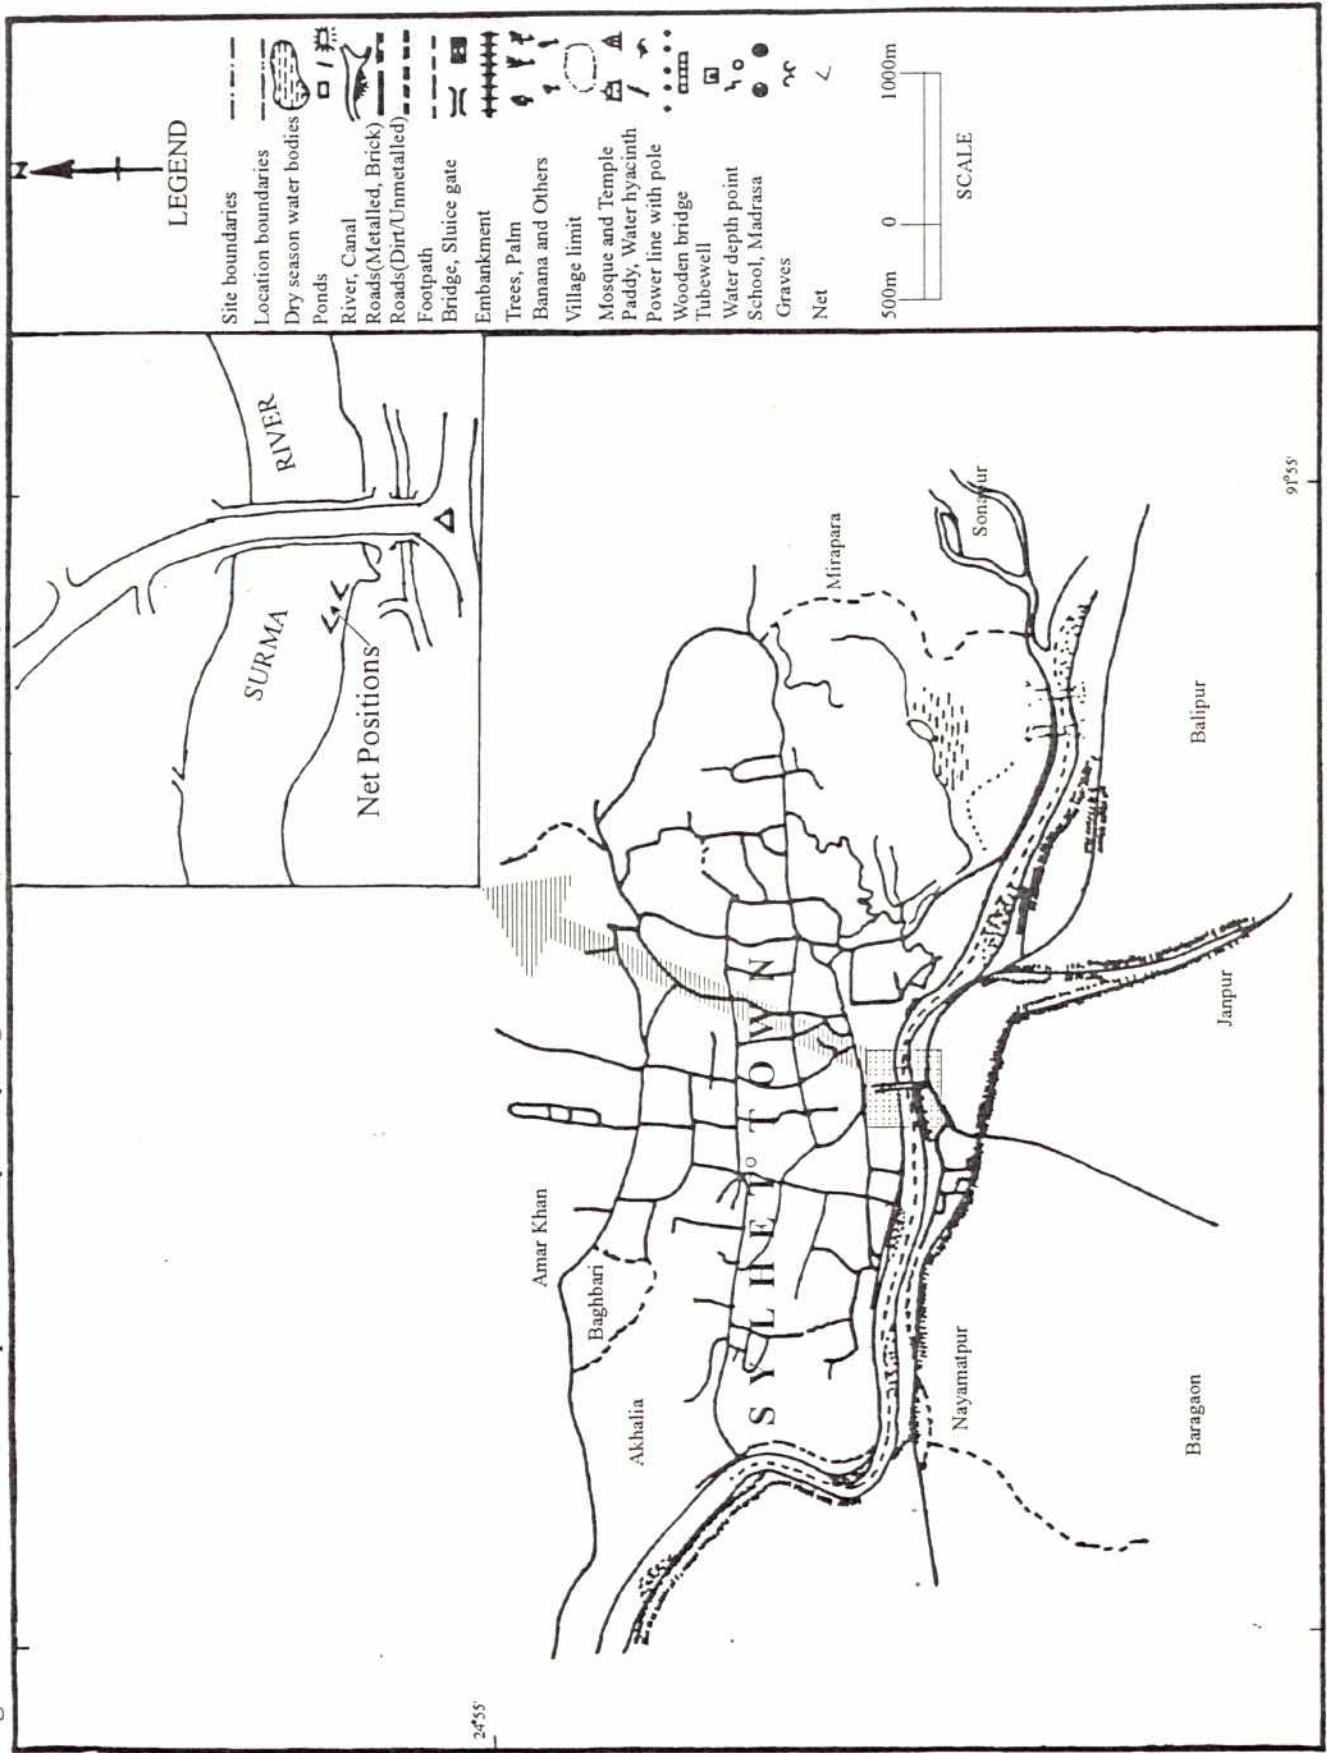 N
LEGEND
Site boundaries
Location boundaries
Dry season water bodies
Ponds
River, Canal
Roads(Metalled, Brick)
Roads(Dirt/Unmetalled)
Footpath
Bridge, Sluice gate
Embankment
Trees, Palm
Banana and Others
Village limit
Mosque and Temple
Paddy, Water hyacinth
Power line with pole
Wooden bridge
Tubewell
Water depth point
School, Madrasa
Graves
Net
500m 0 1000m
SCALE
SURMA RIVER
Net Positions
24°55'
Amar Khan
Baghbari
Akhalia
SYLHET TOWN
Mirapara
Sonapur
Nayamatpur
Balipur
Janpur
Baragaon
91°55'